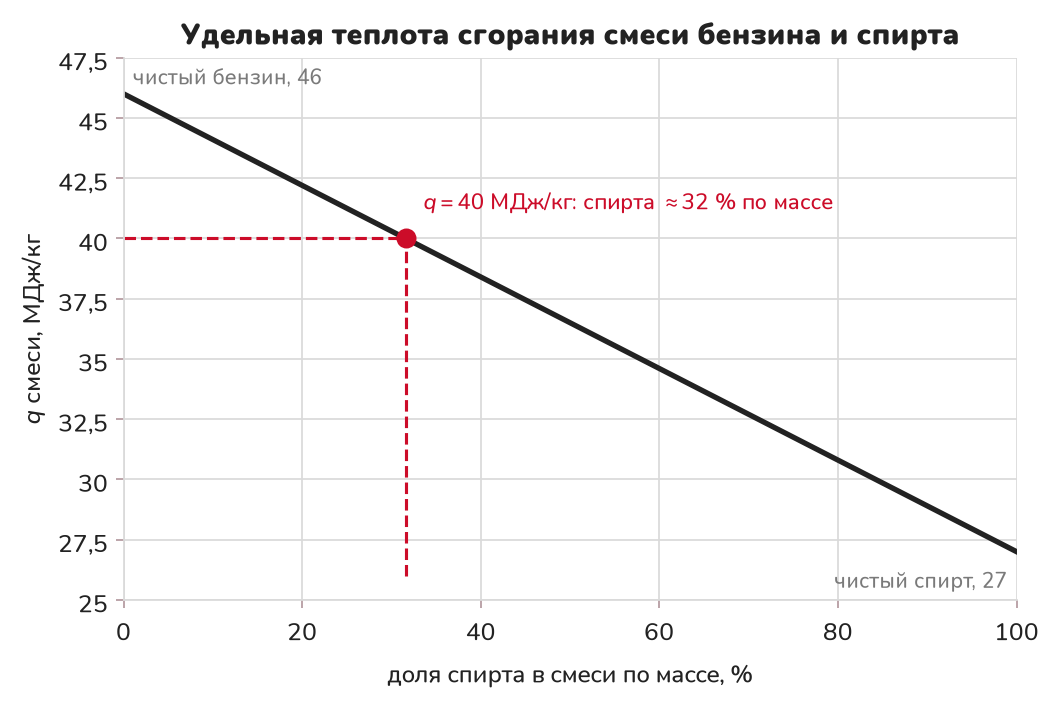 Удельная теплота сгорания смеси бензина и спирта
47,5
45
42,5
40
37,5
35
32,5
30
27,5
25
q смеси, МДж/кг
чистый бензин, 46
q = 40 МДж/кг: спирта ≈ 32 % по массе
чистый спирт, 27
0 20 40 60 80 100
доля спирта в смеси по массе, %